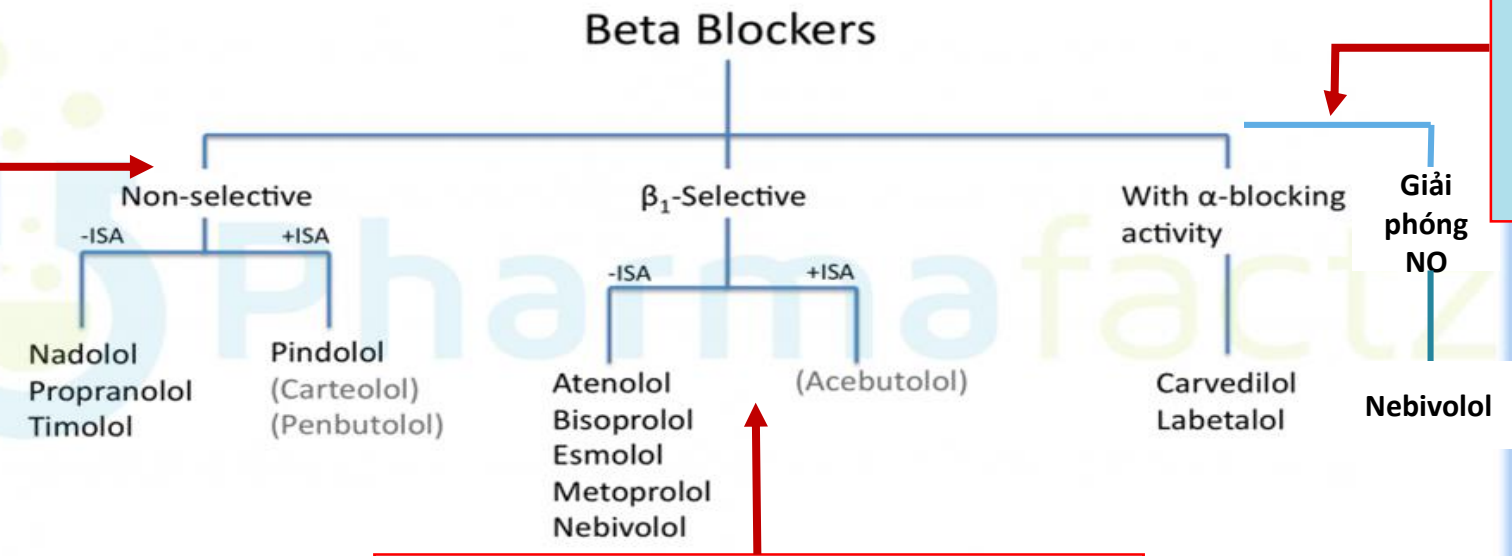 Beta Blockers
Non-selective
-ISA
+ISA
Nadolol
Propranolol
Timolol
Pindolol
(Carteolol)
(Penbutolol)
β₁-Selective
-ISA
+ISA
Atenolol
Bisoprolol
Esmolol
Metoprolol
Nebivolol
(Acebutolol)
With α-blocking
activity
Carvedilol
Labetalol
Giải
phóng
NO
Nebivolol
Pharmafactz